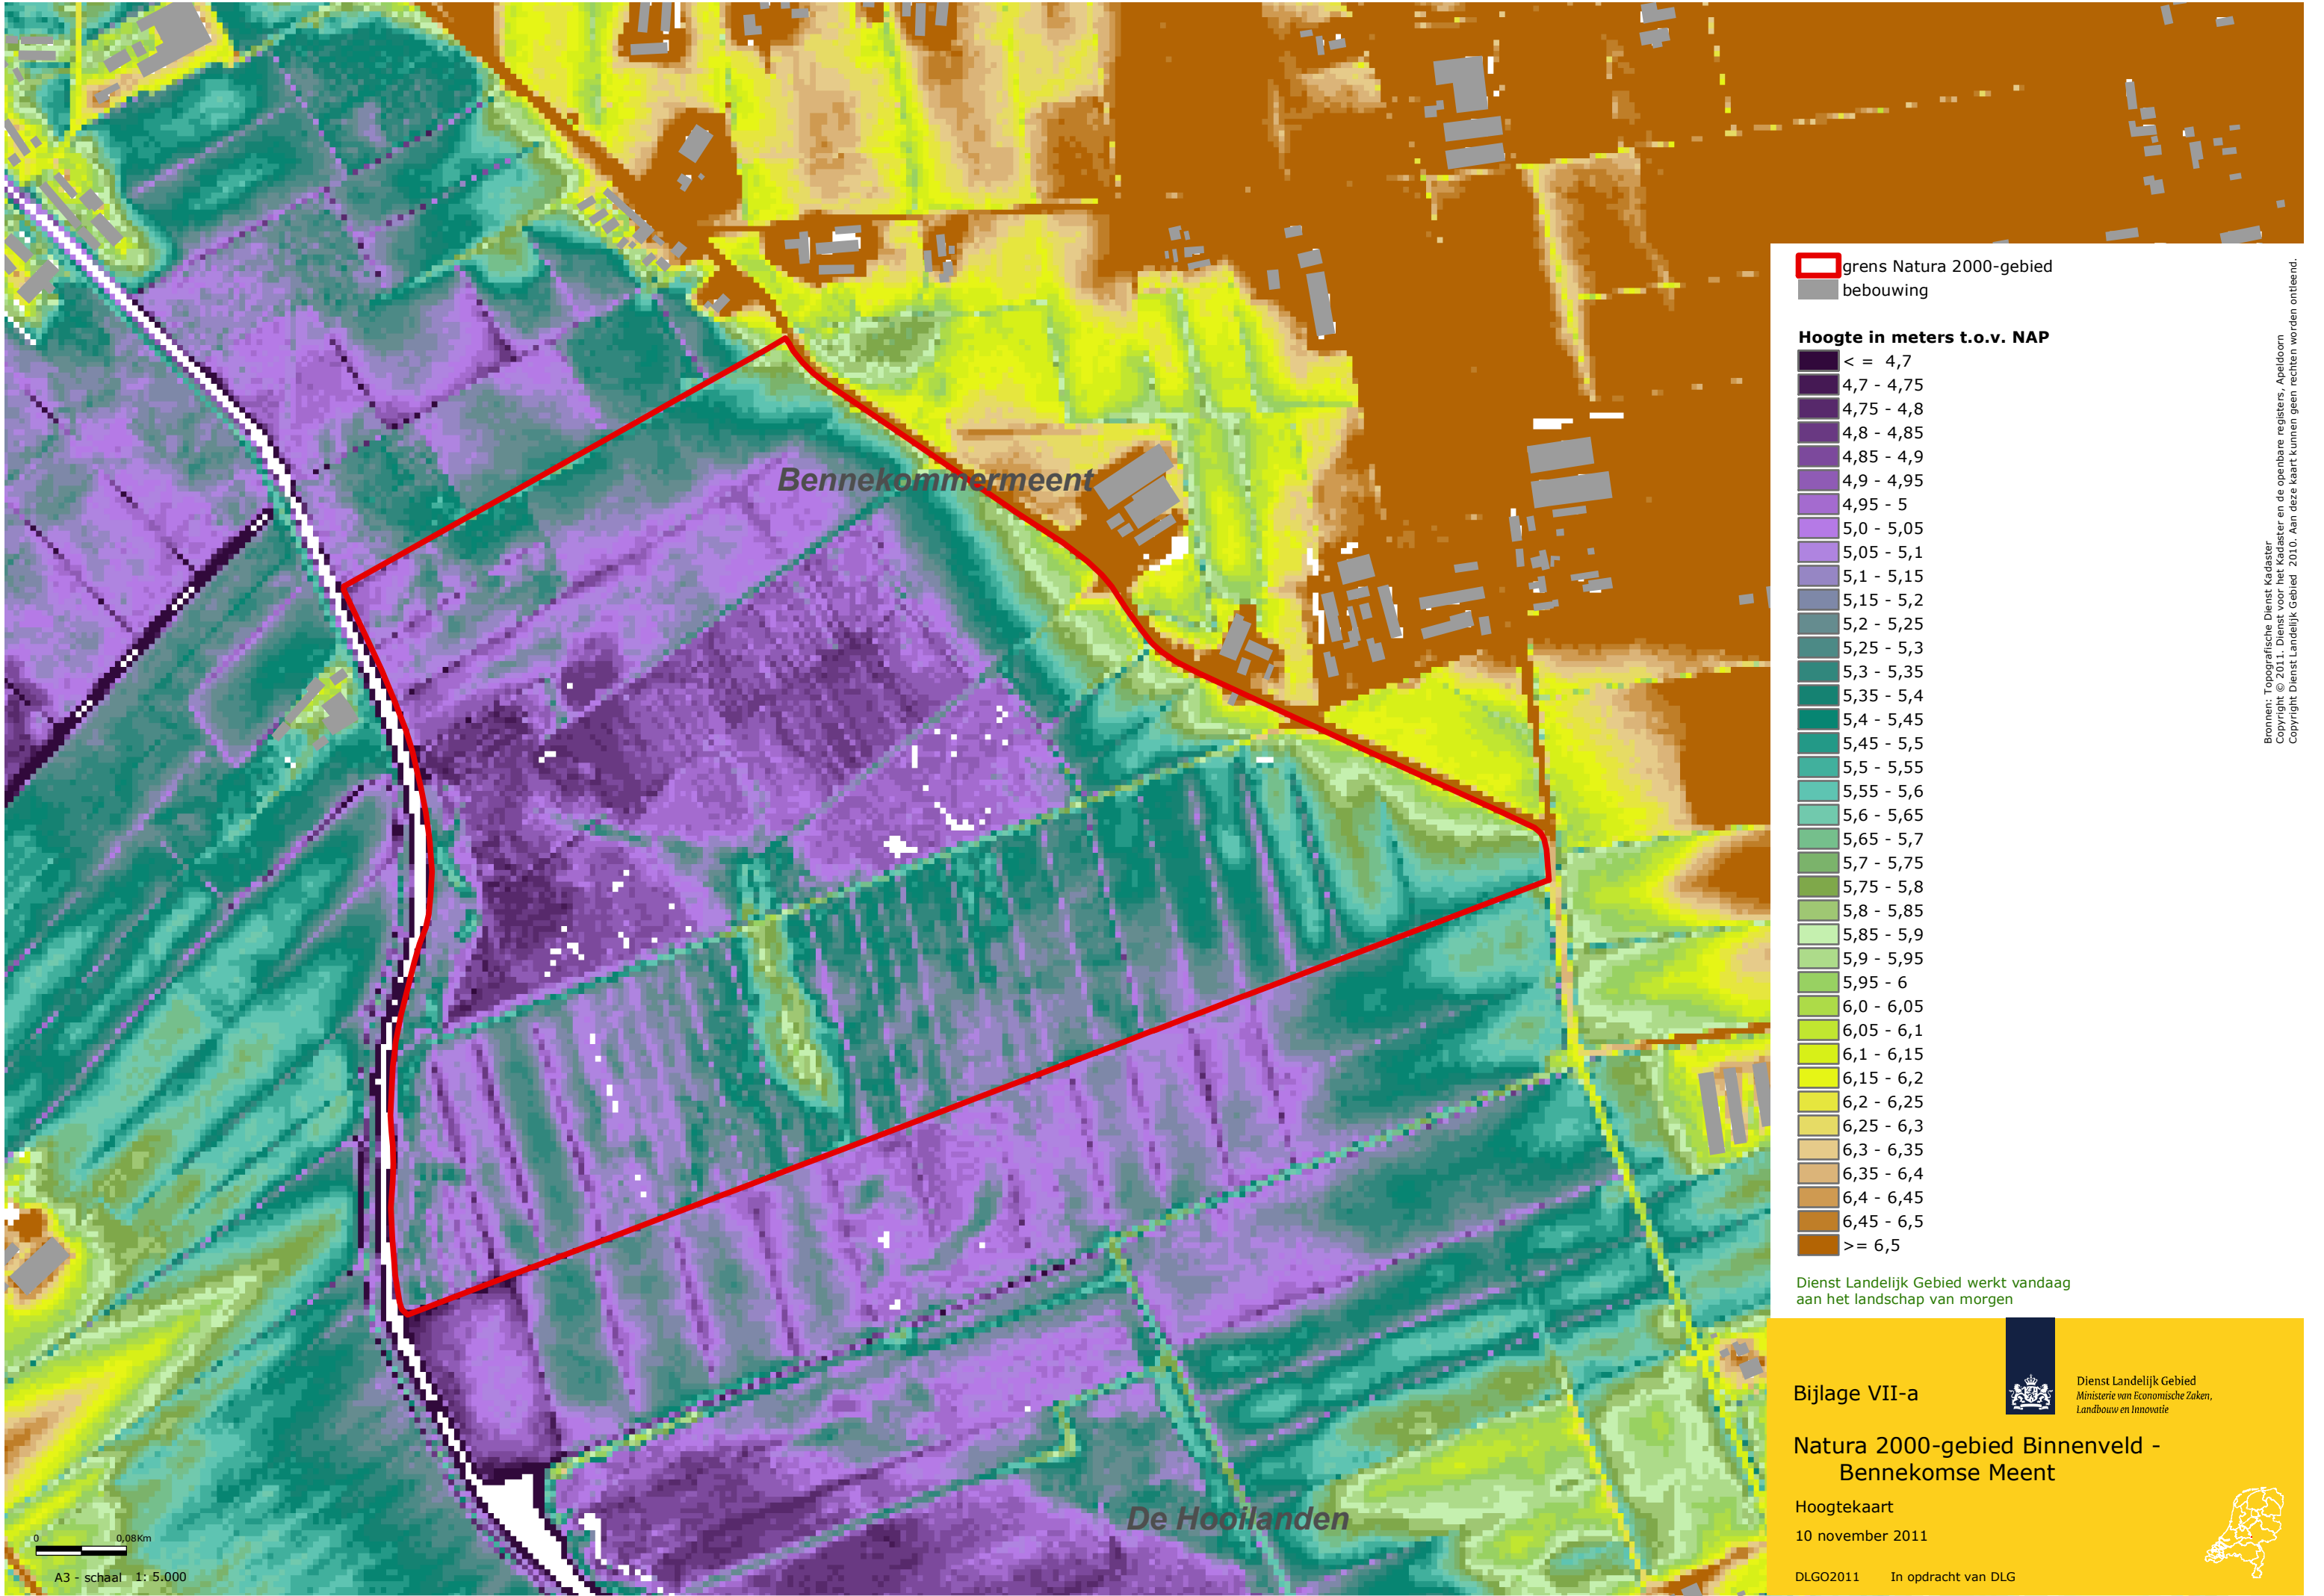 Bennekommermeent
De Hooilanden
0 0,08Km
A3 - schaal 1: 5.000
grens Natura 2000-gebied
bebouwing
Hoogte in meters t.o.v. NAP
< = 4,7
4,7 - 4,75
4,75 - 4,8
4,8 - 4,85
4,85 - 4,9
4,9 - 4,95
4,95 - 5
5,0 - 5,05
5,05 - 5,1
5,1 - 5,15
5,15 - 5,2
5,2 - 5,25
5,25 - 5,3
5,3 - 5,35
5,35 - 5,4
5,4 - 5,45
5,45 - 5,5
5,5 - 5,55
5,55 - 5,6
5,6 - 5,65
5,65 - 5,7
5,7 - 5,75
5,75 - 5,8
5,8 - 5,85
5,85 - 5,9
5,9 - 5,95
5,95 - 6
6,0 - 6,05
6,05 - 6,1
6,1 - 6,15
6,15 - 6,2
6,2 - 6,25
6,25 - 6,3
6,3 - 6,35
6,35 - 6,4
6,4 - 6,45
6,45 - 6,5
>= 6,5
Dienst Landelijk Gebied werkt vandaag
aan het landschap van morgen
Bronnen: Topografische Dienst Kadaster
Copyright © 2011. Dienst voor het Kadaster en de openbare registers, Apeldoorn
Copyright Dienst Landelijk Gebied 2010. Aan deze kaart kunnen geen rechten worden ontleend.
Bijlage VII-a
Dienst Landelijk Gebied
Ministerie van Economische Zaken,
Landbouw en Innovatie
Natura 2000-gebied Binnenveld -
Bennekomse Meent
Hoogtekaart
10 november 2011
DLGO2011 In opdracht van DLG